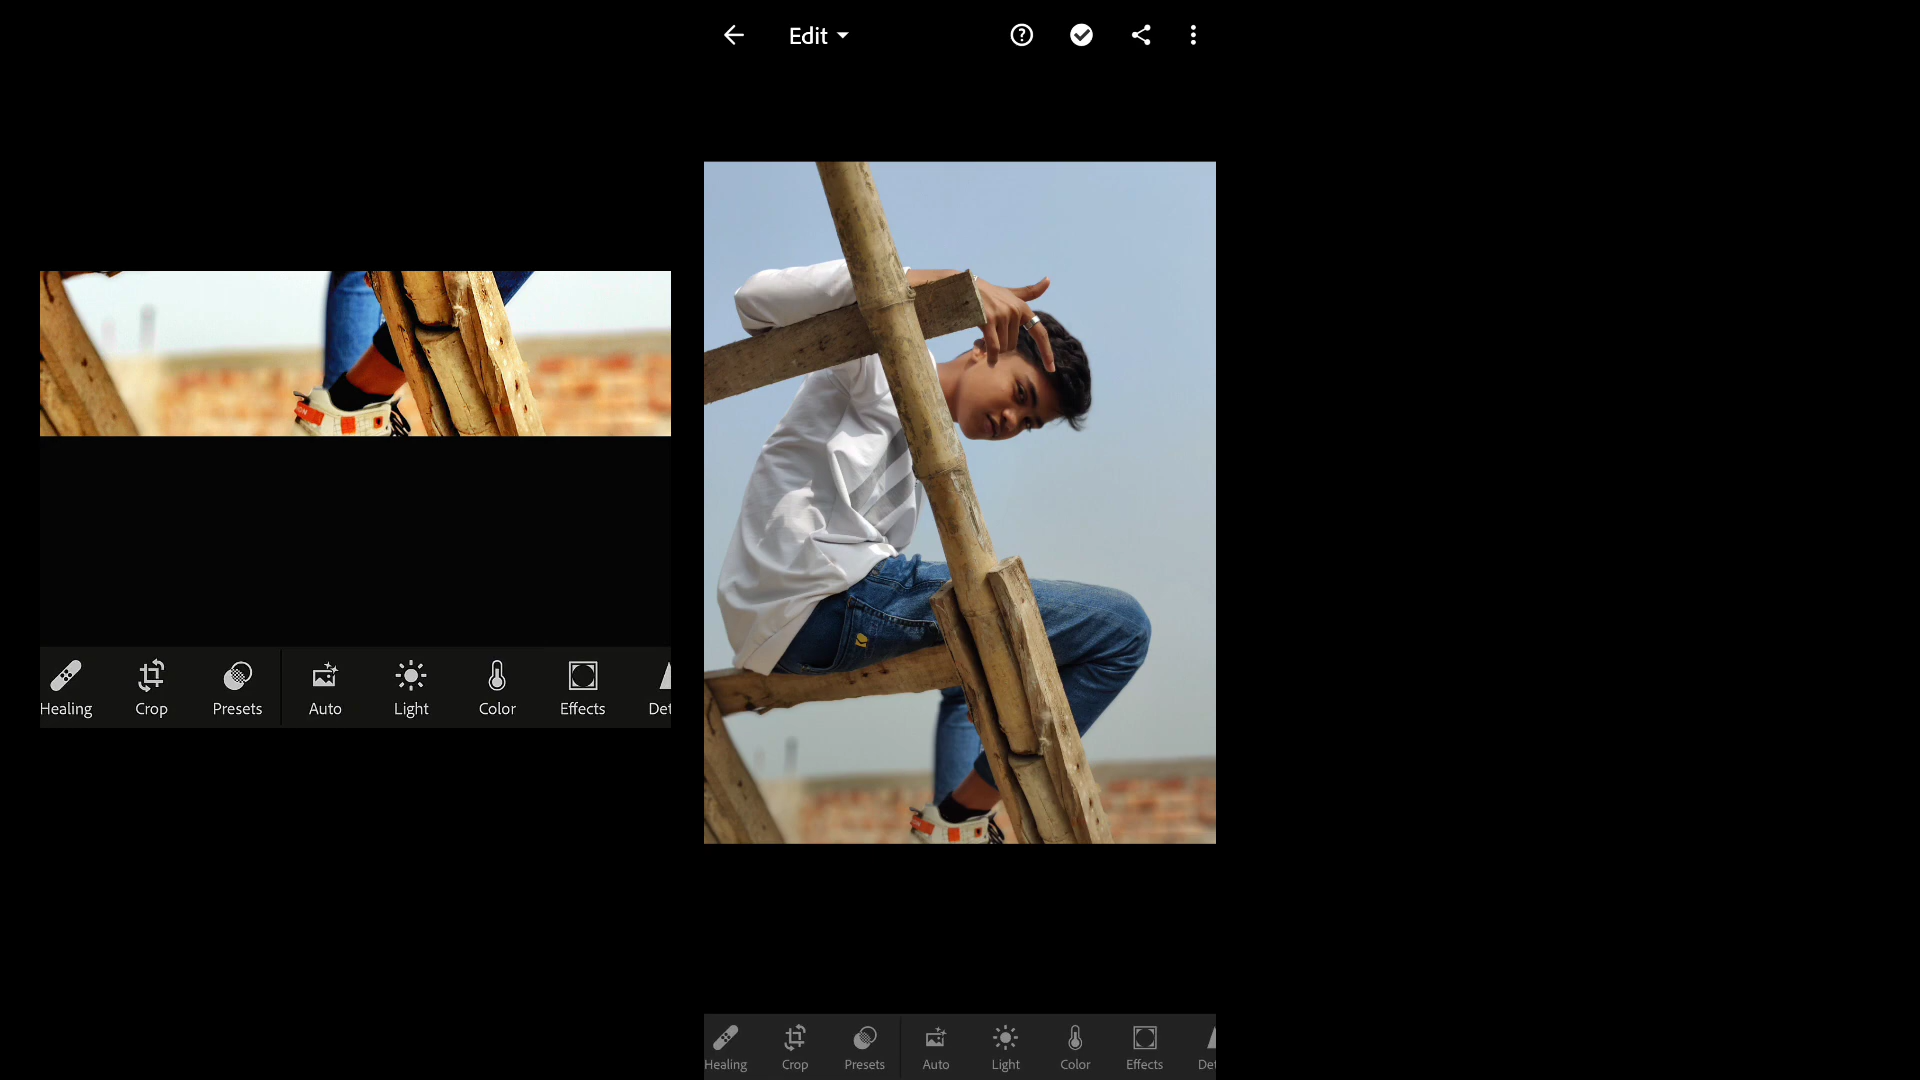 Edit
Healing Crop Presets Auto Light Color Effects Det
Healing Crop Presets Auto Light Color Effects Det